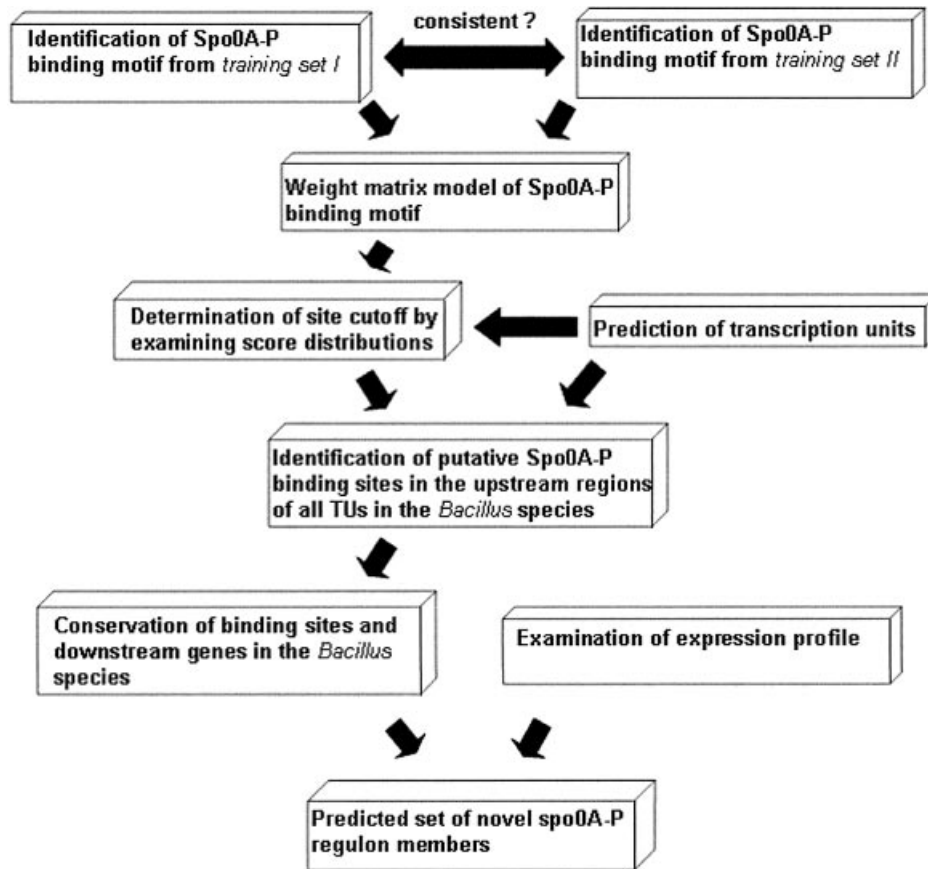 consistent ?
Identification of Spo0A-P
binding motif from training set I
Identification of Spo0A-P
binding motif from training set II
Weight matrix model of Spo0A-P
binding motif
Determination of site cutoff by
examining score distributions
Prediction of transcription units
Identification of putative Spo0A-P
binding sites in the upstream regions
of all TUs in the Bacillus species
Conservation of binding sites and
downstream genes in the Bacillus
species
Examination of expression profile
Predicted set of novel spo0A-P
regulon members